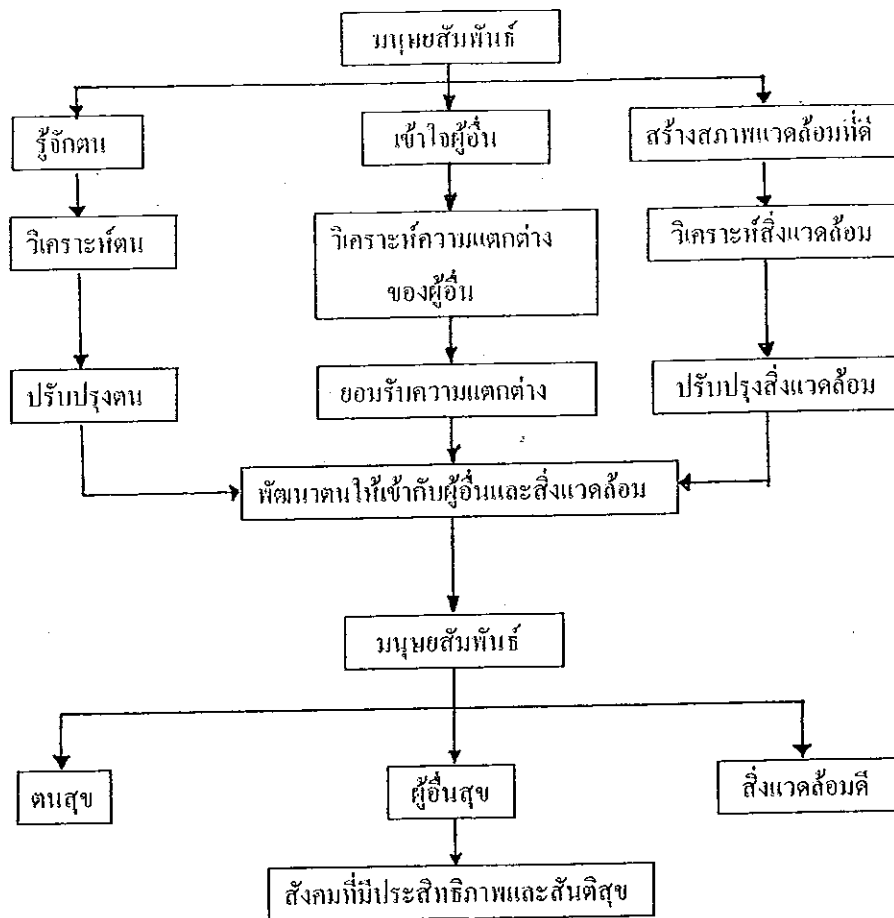 มนุษยสัมพันธ์
รู้จักตน
เข้าใจผู้อื่น
สร้างสภาพแวดล้อมที่ดี
วิเคราะห์ตน
วิเคราะห์ความแตกต่าง
ของผู้อื่น
วิเคราะห์สิ่งแวดล้อม
ปรับปรุงตน
ยอมรับความแตกต่าง
ปรับปรุงสิ่งแวดล้อม
พัฒนาตนให้เข้ากับผู้อื่นและสิ่งแวดล้อม
มนุษยสัมพันธ์
ตนสุข
ผู้อื่นสุข
สิ่งแวดล้อมดี
สังคมที่มีประสิทธิภาพและสันติสุข